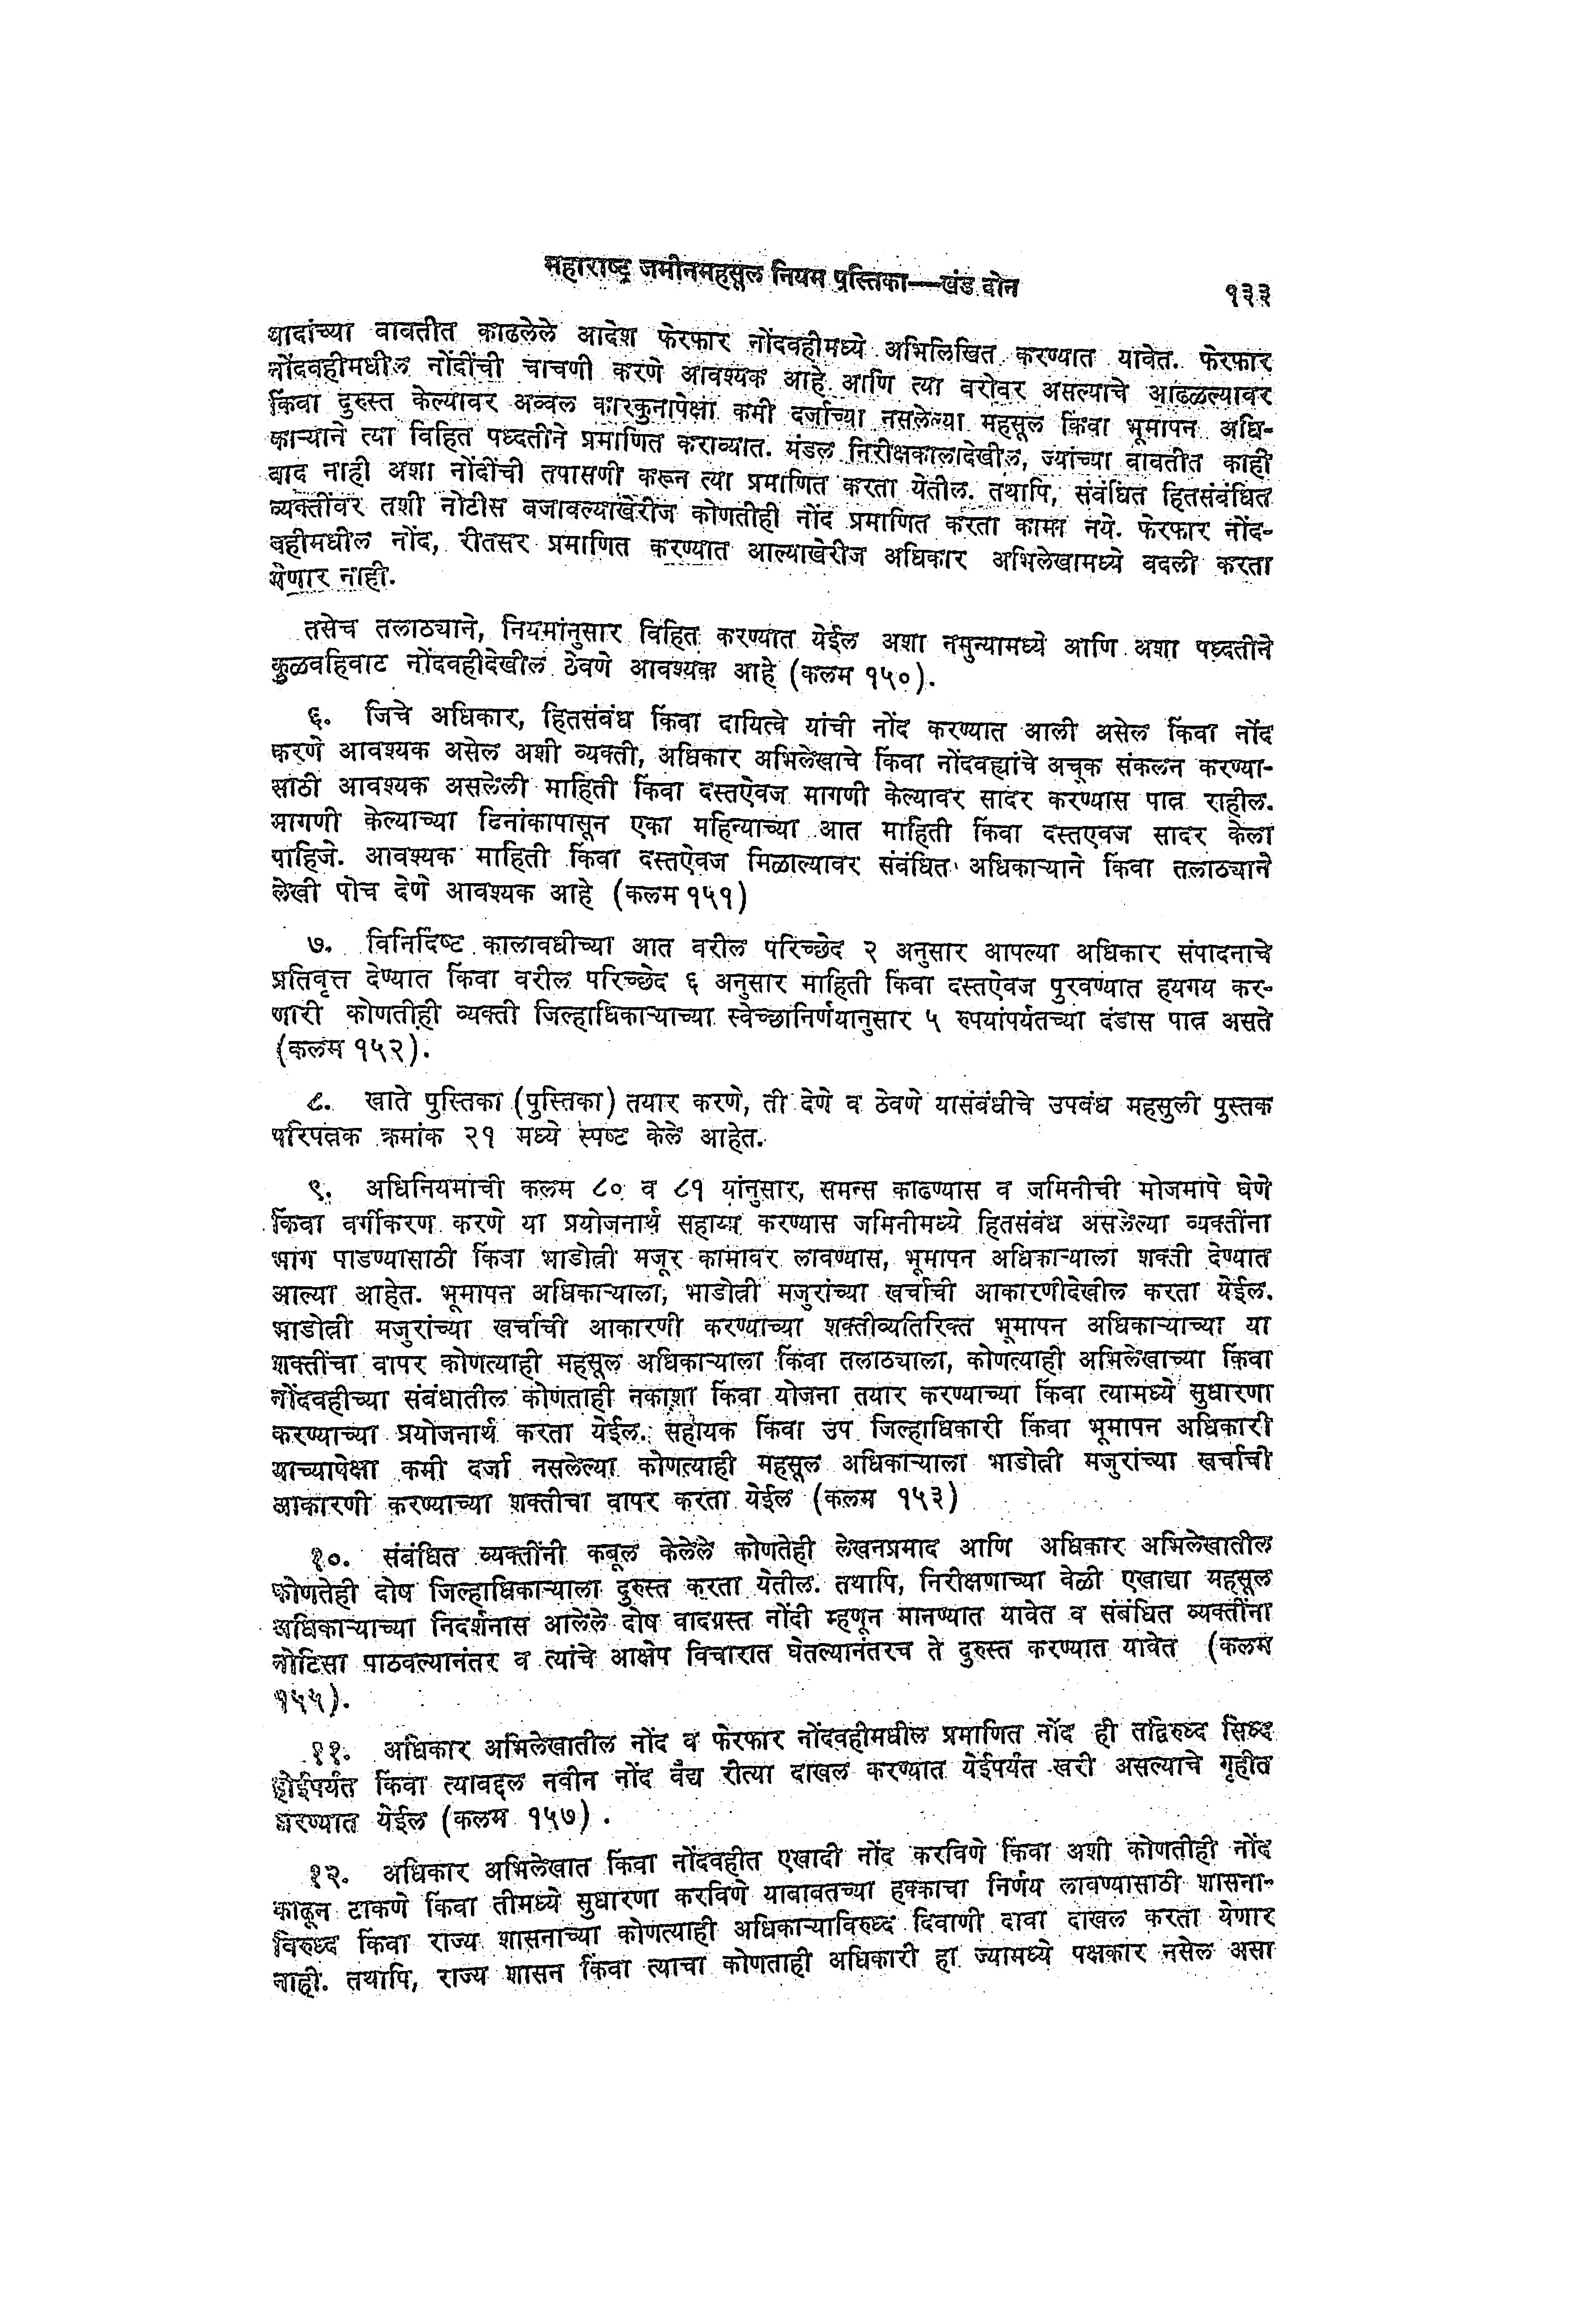 महाराष्ट्र जमीनमहसूल नियम पुस्तिका—खंड दोन
१३३
वादांच्या बाबतीत काढलेले आदेश फेरफार नोंदवहीमध्ये अभिलिखित करण्यात यावेत. फेरफार
नोंदवहीमधील नोंदींची चाचणी करणे आवश्यक आहे आणि त्या बरोबर असल्याचे आढळल्यावर
किंवा दुरुस्त केल्यावर अव्वल कारकुनापेक्षा कमी दर्जाच्या नसलेल्या महसूल किंवा भूमापन अधि-
काऱ्याने त्या विहित पध्दतीने प्रमाणित कराव्यात. मंडल निरीक्षकालादेखील, ज्यांच्या बाबतीत काही
वाद नाही अशा नोंदींची तपासणी करून त्या प्रमाणित करता येतील. तथापि, संबंधित हितसंबंधित
व्यक्तींवर तशी नोटीस बजावल्याखेरीज कोणतीही नोंद प्रमाणित करता कामा नये. फेरफार नोंद-
वहीमधील नोंद, रीतसर प्रमाणित करण्यात आल्याखेरीज अधिकार अभिलेखामध्ये बदली करता
येणार नाही.
तसेच तलाठ्याने, नियमांनुसार विहित करण्यात येईल अशा नमुन्यामध्ये आणि अशा पध्दतीने
कुळवहिवाट नोंदवहीदेखील ठेवणे आवश्यक आहे (कलम १५०).
६. जिचे अधिकार, हितसंबंध किंवा दायित्वे यांची नोंद करण्यात आली असेल किंवा नोंद
करणे आवश्यक असेल अशी व्यक्ती, अधिकार अभिलेखाचे किंवा नोंदवह्यांचे अचूक संकलन करण्या-
साठी आवश्यक असलेली माहिती किंवा दस्तऐवज मागणी केल्यावर सादर करण्यास पात्र राहील.
मागणी केल्याच्या दिनांकापासून एका महिन्याच्या आत माहिती किंवा दस्तएवज सादर केला
पाहिजे. आवश्यक माहिती किंवा दस्तऐवज मिळाल्यावर संबंधित अधिकाऱ्याने किंवा तलाठ्याने
लेखी पोच देणे आवश्यक आहे (कलम १५१)
७. विनिर्दिष्ट कालावधीच्या आत वरील परिच्छेद २ अनुसार आपल्या अधिकार संपादनाचे
प्रतिवृत्त देण्यात किंवा वरील परिच्छेद ६ अनुसार माहिती किंवा दस्तऐवज पुरवण्यात हयगय कर-
णारी कोणतीही व्यक्ती जिल्हाधिकाऱ्याच्या स्वेच्छानिर्णयानुसार ५ रुपयांपर्यंतच्या दंडास पात्र असते
(कलम १५२).
८. खाते पुस्तिका (पुस्तिका) तयार करणे, ती देणे व ठेवणे यासंबंधीचे उपबंध महसुली पुस्तक
परिपत्रक क्रमांक २१ मध्ये स्पष्ट केले आहेत.
९. अधिनियमाची कलम ८० व ८१ यांनुसार, समन्स काढण्यास व जमिनीची मोजमापे घेणे
किंवा वर्गीकरण करणे या प्रयोजनार्थ सहाय्य करण्यास जमिनीमध्ये हितसंबंध असलेल्या व्यक्तींना
भाग पाडण्यासाठी किंवा भाडोत्री मजूर कामावर लावण्यास, भूमापन अधिकाऱ्याला शक्ती देण्यात
आल्या आहेत. भूमापन अधिकाऱ्याला, भाडोत्री मजुरांच्या खर्चाची आकारणीदेखील करता येईल.
भाडोत्री मजुरांच्या खर्चाची आकारणी करण्याच्या शक्तीव्यतिरिक्त भूमापन अधिकाऱ्याच्या या
शक्तींचा वापर कोणत्याही महसूल अधिकाऱ्याला किंवा तलाठ्याला, कोणत्याही अभिलेखाच्या किंवा
नोंदवहीच्या संबंधातील कोणताही नकाशा किंवा योजना तयार करण्याच्या किंवा त्यामध्ये सुधारणा
करण्याच्या प्रयोजनार्थ करता येईल. सहायक किंवा उप जिल्हाधिकारी किंवा भूमापन अधिकारी
याच्यापेक्षा कमी दर्जा नसलेल्या कोणत्याही महसूल अधिकाऱ्याला भाडोत्री मजुरांच्या खर्चाची
आकारणी करण्याच्या शक्तीचा वापर करता येईल (कलम १५३)
१०. संबंधित व्यक्तींनी कबूल केलेले कोणतेही लेखनप्रमाद आणि अधिकार अभिलेखातील
कोणतेही दोष जिल्हाधिकाऱ्याला दुरुस्त करता येतील. तथापि, निरीक्षणाच्या वेळी एखाद्या महसूल
अधिकाऱ्याच्या निदर्शनास आलेले दोष वादग्रस्त नोंदी म्हणून मानण्यात यावेत व संबंधित व्यक्तींना
नोटिसा पाठवल्यानंतर व त्यांचे आक्षेप विचारात घेतल्यानंतरच ते दुरुस्त करण्यात यावेत (कलम
१५५).
११. अधिकार अभिलेखातील नोंद व फेरफार नोंदवहीमधील प्रमाणित नोंद ही तद्विरुध्द सिध्द
होईपर्यंत किंवा त्याबद्दल नवीन नोंद वैद्य रीत्या दाखल करण्यात येईपर्यंत खरी असल्याचे गृहीत
धरण्यात येईल (कलम १५७).
१२. अधिकार अभिलेखात किंवा नोंदवहीत एखादी नोंद करविणे किंवा अशी कोणतीही नोंद
काढून टाकणे किंवा तीमध्ये सुधारणा करविणे याबाबतच्या हक्काचा निर्णय लावण्यासाठी शासना-
विरुध्द किंवा राज्य शासनाच्या कोणत्याही अधिकाऱ्याविरुध्द दिवाणी दावा दाखल करता येणार
नाही. तथापि, राज्य शासन किंवा त्याचा कोणताही अधिकारी हा ज्यामध्ये पक्षकार नसेल असा